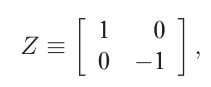 Z ≡ [ 1 0
0 −1 ] ,